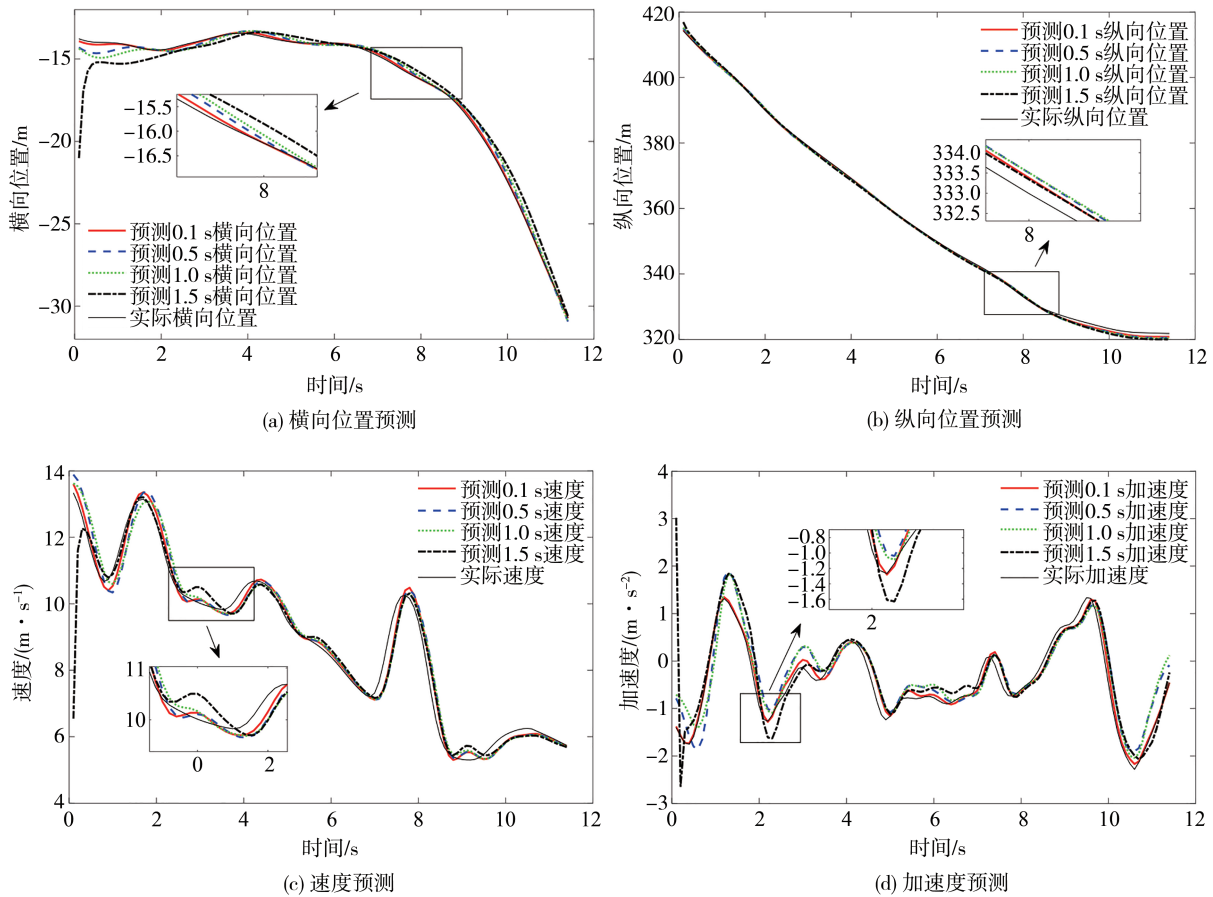 −15
−20
−25
−30
横向位置/m
−15.5
−16.0
−16.5
8
预测0.1 s横向位置
预测0.5 s横向位置
预测1.0 s横向位置
预测1.5 s横向位置
实际横向位置
0 2 4 6 8 10 12
时间/s
(a) 横向位置预测
420
400
380
360
340
320
纵向位置/m
预测0.1 s纵向位置
预测0.5 s纵向位置
预测1.0 s纵向位置
预测1.5 s纵向位置
实际纵向位置
334.0
333.5
333.0
332.5
8
0 2 4 6 8 10 12
时间/s
(b) 纵向位置预测
14
12
10
8
6
4
速度/(m·s⁻¹)
预测0.1 s速度
预测0.5 s速度
预测1.0 s速度
预测1.5 s速度
实际速度
11
10
0 2
0 2 4 6 8 10 12
时间/s
(c) 速度预测
4
3
2
1
0
−1
−2
−3
加速度/(m·s⁻²)
预测0.1 s加速度
预测0.5 s加速度
预测1.0 s加速度
预测1.5 s加速度
实际加速度
−0.8
−1.0
−1.2
−1.4
−1.6
2
0 2 4 6 8 10 12
时间/s
(d) 加速度预测